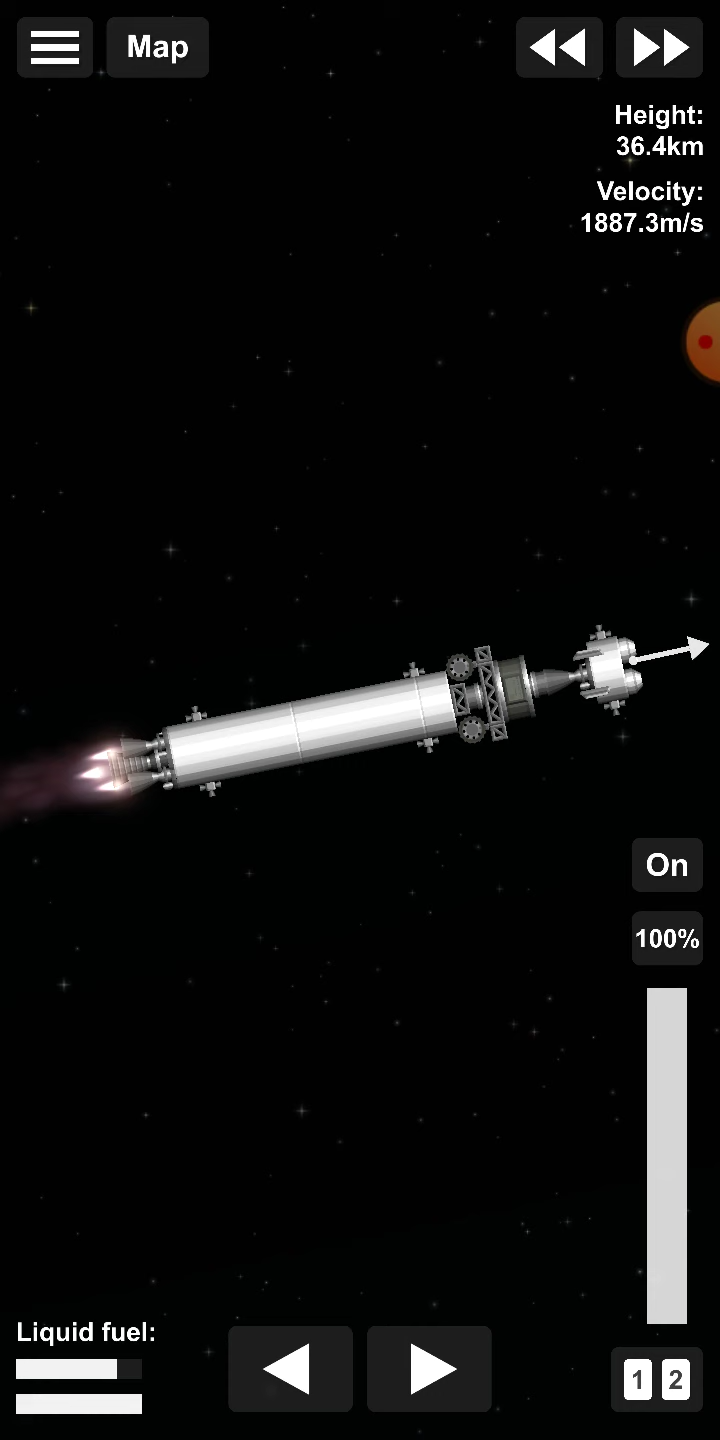 Map
Height:
36.4km
Velocity:
1887.3m/s
On
100%
Liquid fuel:
1 2